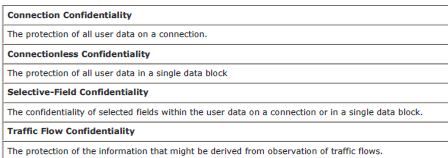 Connection Confidentiality
The protection of all user data on a connection.
Connectionless Confidentiality
The protection of all user data in a single data block
Selective-Field Confidentiality
The confidentiality of selected fields within the user data on a connection or in a single data block.
Traffic Flow Confidentiality
The protection of the information that might be derived from observation of traffic flows.